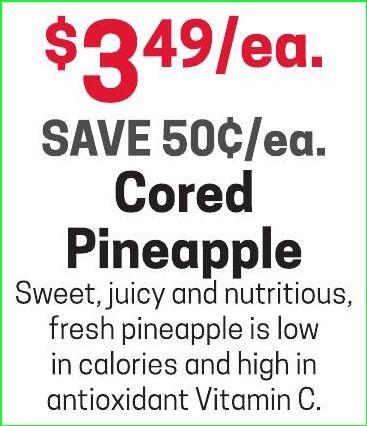 $3 49/ea.
SAVE 50¢/ea.
Cored
Pineapple
Sweet, juicy and nutritious,
fresh pineapple is low
in calories and high in
antioxidant Vitamin C.